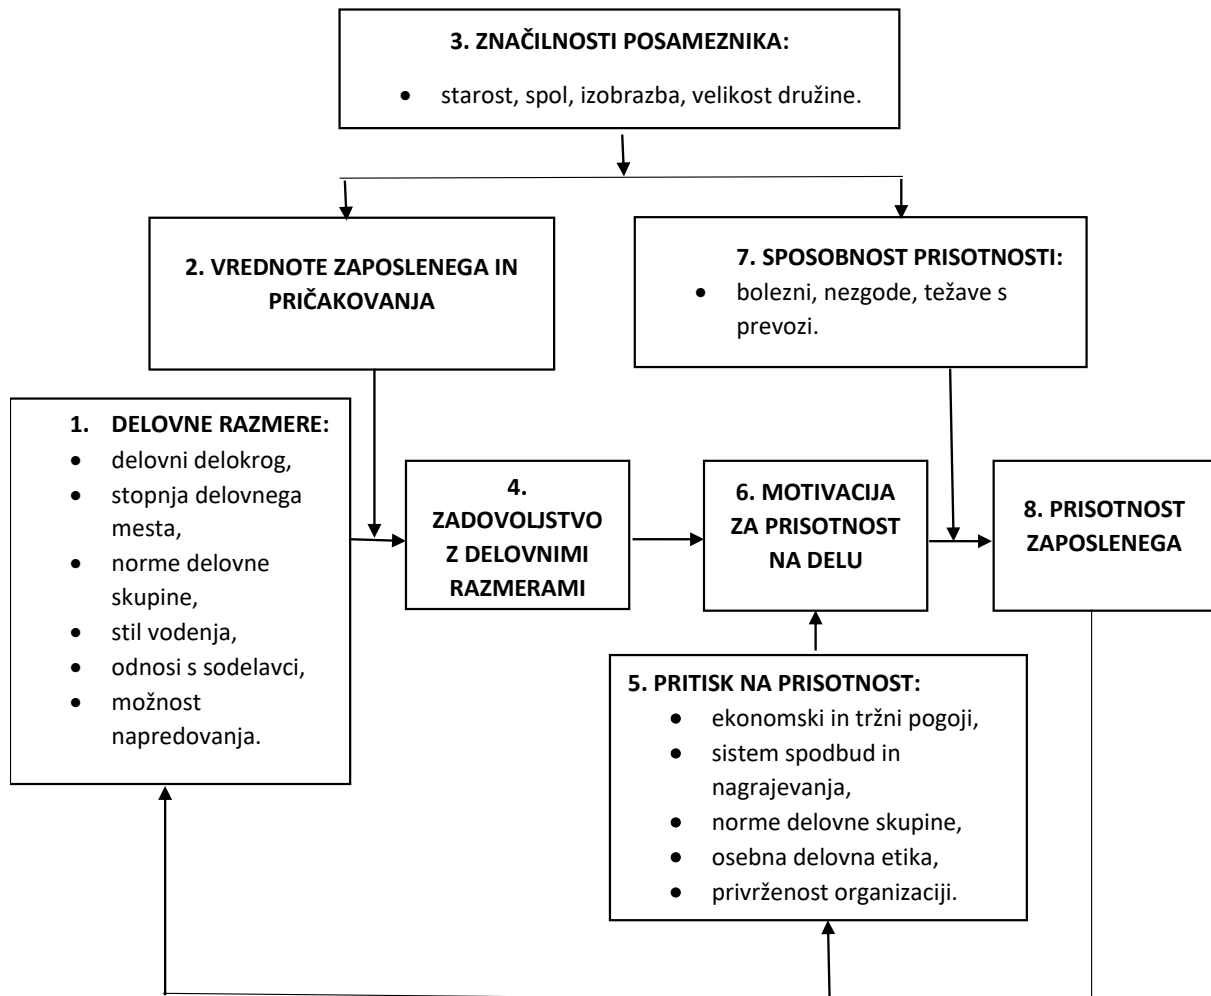 3. ZNAČILNOSTI POSAMEZNIKA:
• starost, spol, izobrazba, velikost družine.
2. VREDNOTE ZAPOSLENEGA IN
PRIČAKOVANJA
7. SPOSOBNOST PRISOTNOSTI:
• bolezni, nezgode, težave s
prevozi.
1. DELOVNE RAZMERE:
• delovni delokrog,
• stopnja delovnega
mesta,
• norme delovne
skupine,
• stil vodenja,
• odnosi s sodelavci,
• možnost
napredovanja.
4.
ZADOVOLJSTVO
Z DELOVNIMI
RAZMERAMI
6. MOTIVACIJA
ZA PRISOTNOST
NA DELU
8. PRISOTNOST
ZAPOSLENEGA
5. PRITISK NA PRISOTNOST:
• ekonomski in tržni pogoji,
• sistem spodbud in
nagrajevanja,
• norme delovne skupine,
• osebna delovna etika,
• privrženost organizaciji.